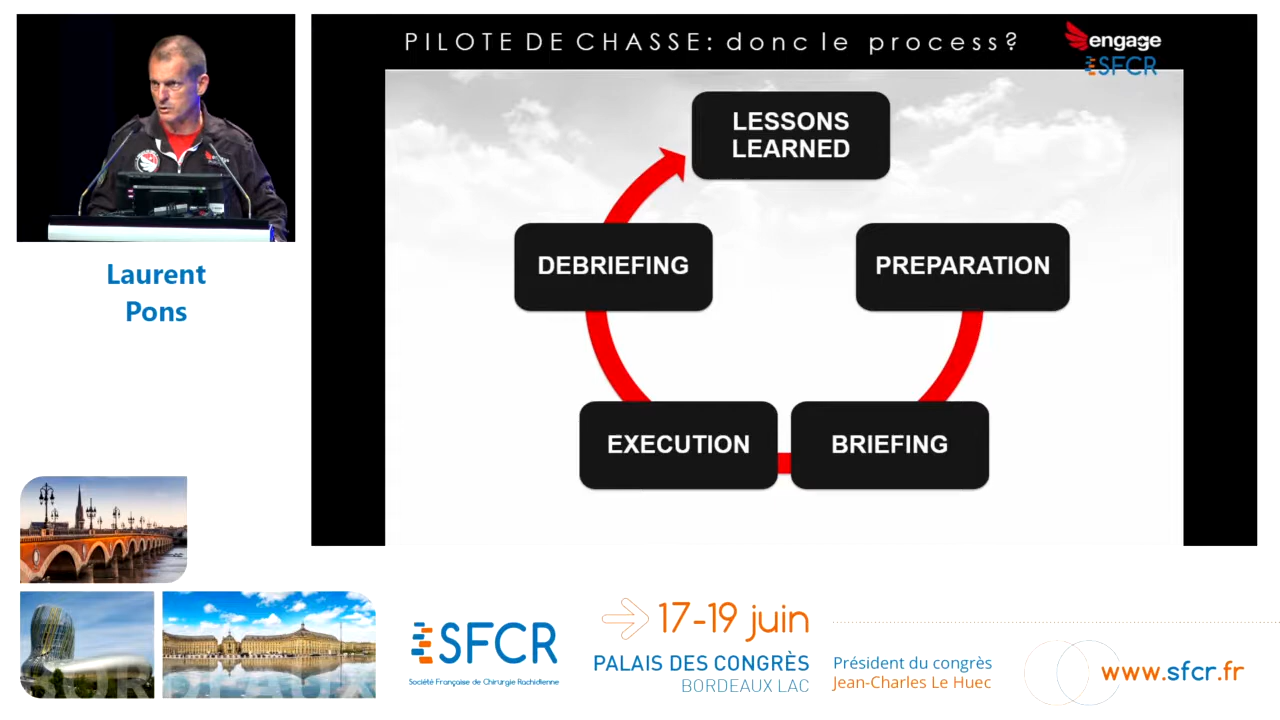 PILOTE DE CHASSE: donc le process?
engage
SFCR
LESSONS
LEARNED
DEBRIEFING
PREPARATION
EXECUTION
BRIEFING
engage
Laurent
Pons
BORDEAUX
SFCR
Société Française de Chirurgie Rachidienne
17-19 juin
PALAIS DES CONGRÈS
BORDEAUX LAC
Président du congrès
Jean-Charles Le Huec
www.sfcr.fr